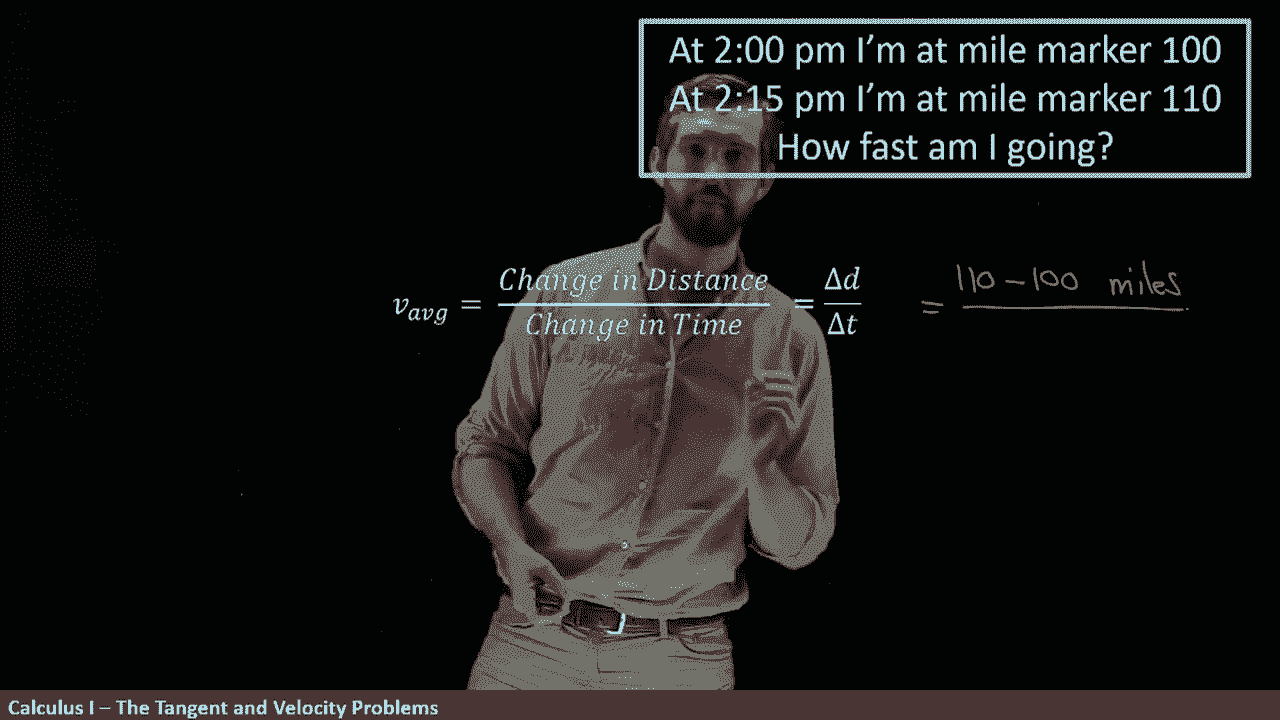 At 2:00 pm I'm at mile marker 100
At 2:15 pm I'm at mile marker 110
How fast am I going?
v_avg = Change in Distance / Change in Time = Δd / Δt = 110 – 100 miles
Calculus I – The Tangent and Velocity Problems